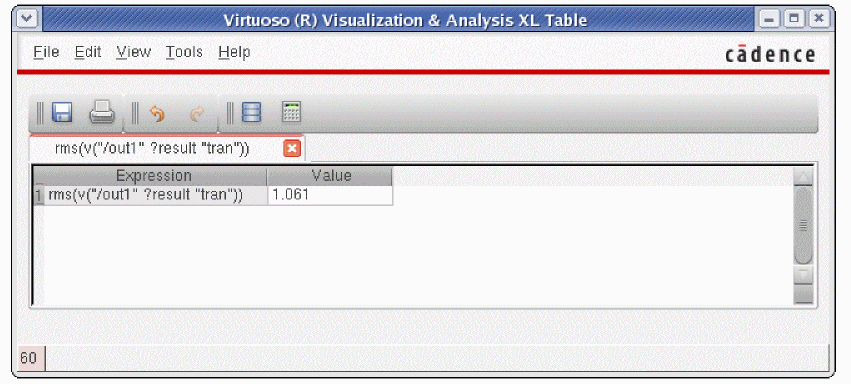 Virtuoso (R) Visualization & Analysis XL Table
File Edit View Tools Help
cādence
rms(v("/out1" ?result "tran"))
Expression Value
1 rms(v("/out1" ?result "tran")) 1.061
60